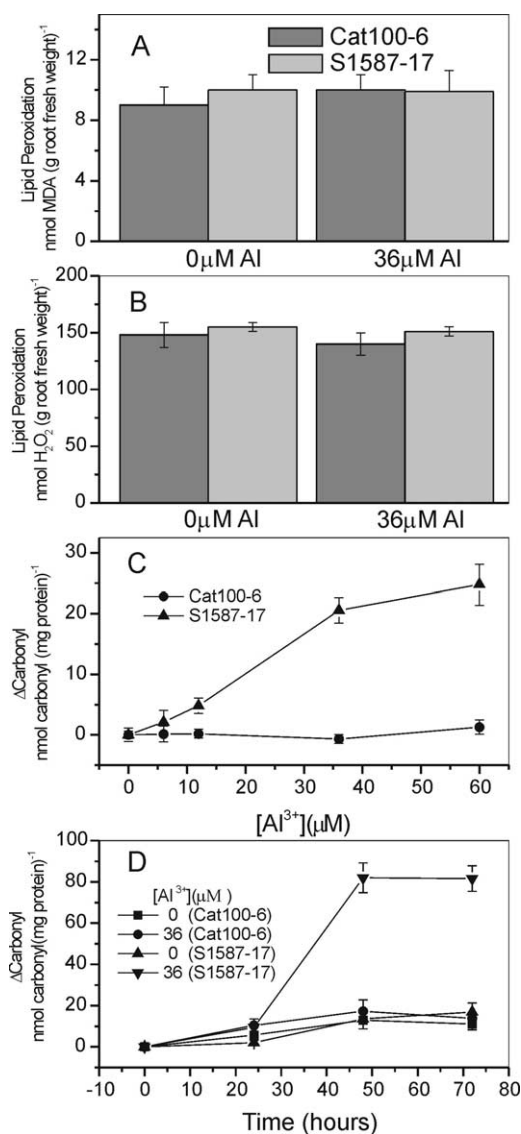 A
Cat100-6
S1587-17
Lipid Peroxidation
nmol MDA (g root fresh weight)-1
12
8
4
0
0μM Al
36μM Al
B
Lipid Peroxidation
nmol H2O2 (g root fresh weight)-1
200
150
100
50
0
0μM Al
36μM Al
C
Cat100-6
S1587-17
ΔCarbonyl
nmol carbonyl (mg protein)-1
30
20
10
0
0 10 20 30 40 50 60
[Al3+](μM)
D
[Al3+](μM)
0 (Cat100-6)
36 (Cat100-6)
0 (S1587-17)
36 (S1587-17)
ΔCarbonyl
nmol carbonyl(mg protein)-1
100
80
60
40
20
0
-10 0 10 20 30 40 50 60 70 80
Time (hours)